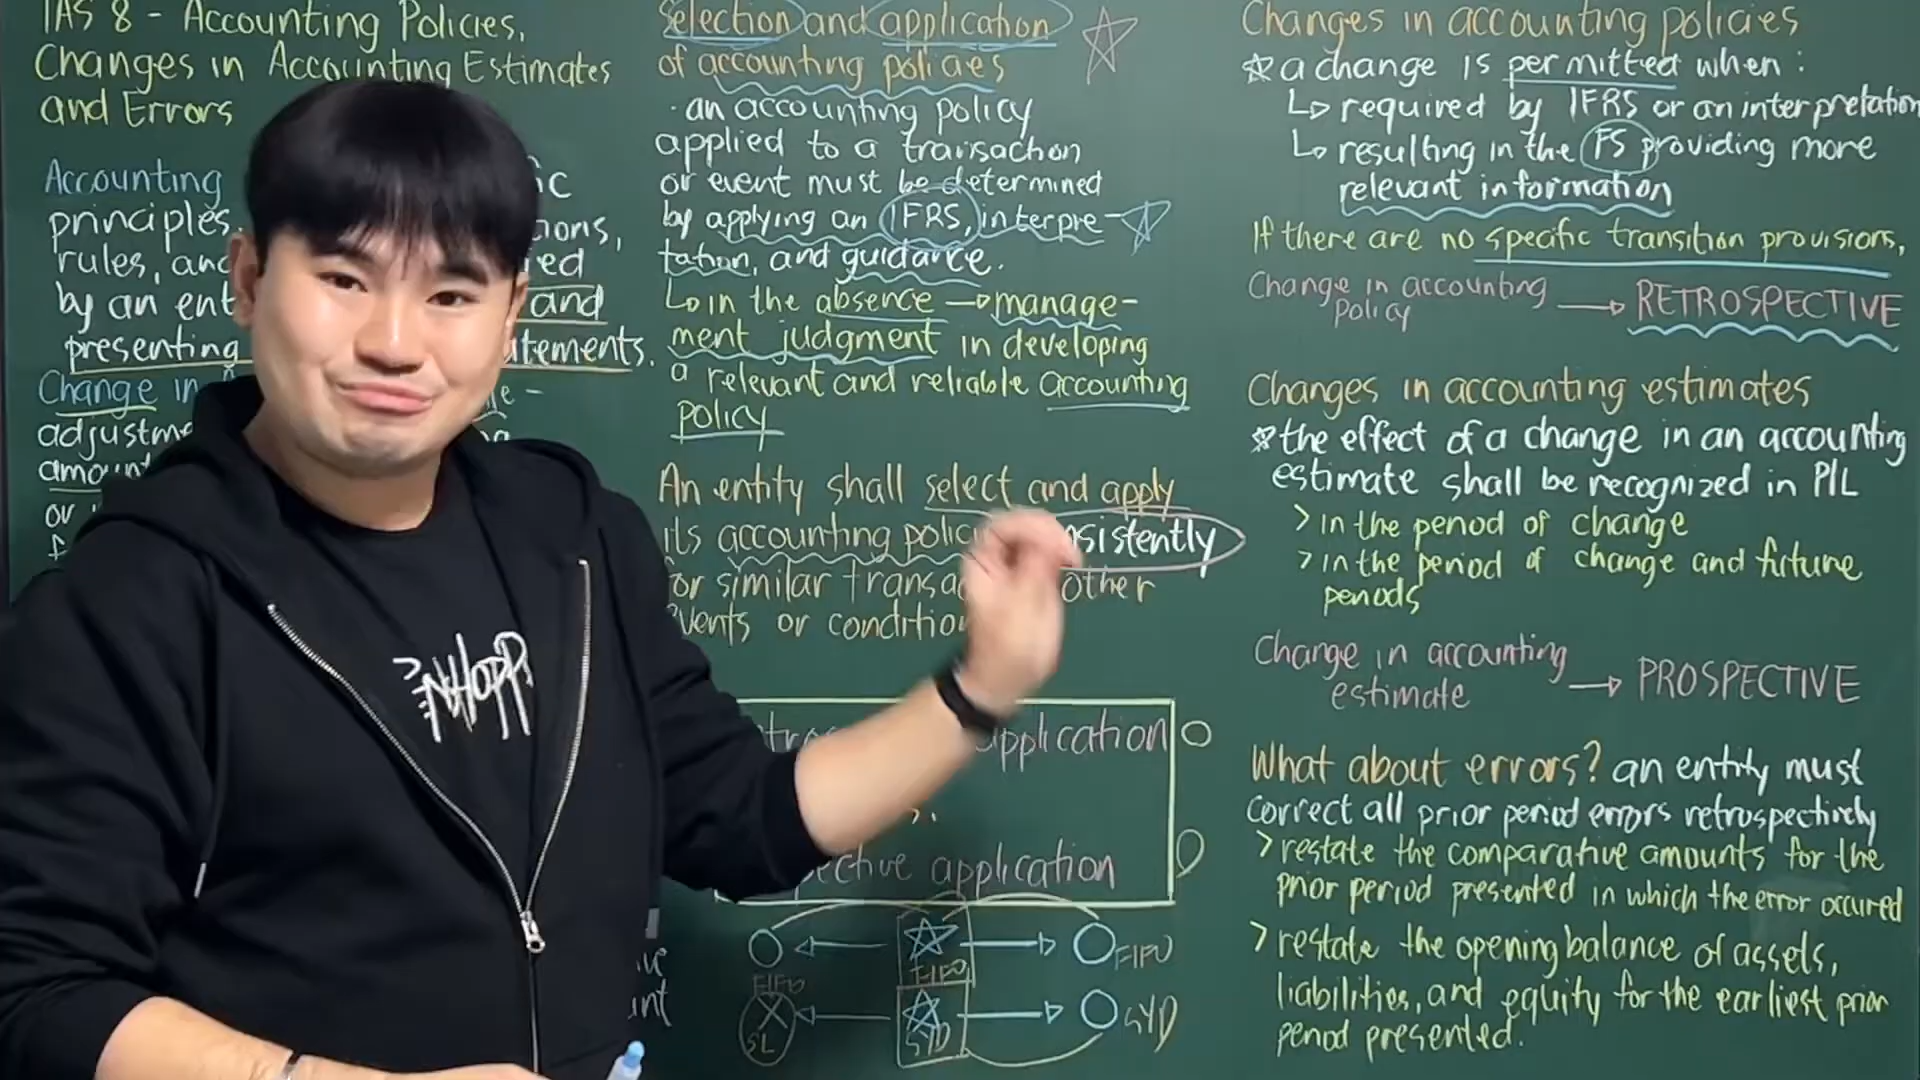 IAS 8 - Accounting Policies,
Changes in Accounting Estimates
and Errors
Accounting
principles,
rules, and
by an and
presenting
Change in
Selection and application
of accounting policies
· an accounting policy
applied to a transaction
or event must be determined
by applying an IFRS, interpre-
tation, and guidance.
↳ in the absence → manage-
ment judgment in developing
a relevant and reliable accounting
policy
An entity shall select and apply
its accounting
for similar other
events or
application
application
FIFO
FIFO
FIFO
SL
SYD
SYD
Changes in accounting policies
☆ a change is permitted when:
↳ required by IFRS or an interpretation
↳ resulting in the FS providing more
relevant information
If there are no specific transition provisions,
Change in accounting
policy → RETROSPECTIVE
Changes in accounting estimates
☆ the effect of a change in an accounting
estimate shall be recognized in P/L
> in the period of change
> in the period of change and future
periods
Change in accounting
estimate → PROSPECTIVE
What about errors? an entity must
correct all prior period errors retrospectively
> restate the comparative amounts for the
prior period presented in which the error occured
> restate the opening balance of assets,
liabilities, and equity for the earliest prior
period presented.